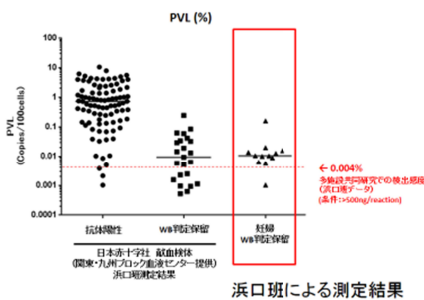 PVL (%)
PVL
(Copies/100cells)
100
10
1
0.1
0.01
0.001
0.0001
← 0.004%
多施設共同研究での検出感度
(浜口班データ)
(条件:>500ng/reaction)
抗体陽性
WB判定保留
妊婦
WB判定保留
日本赤十字社 献血検体
(関東・九州ブロック血液センター提供)
浜口班測定結果
浜口班による測定結果